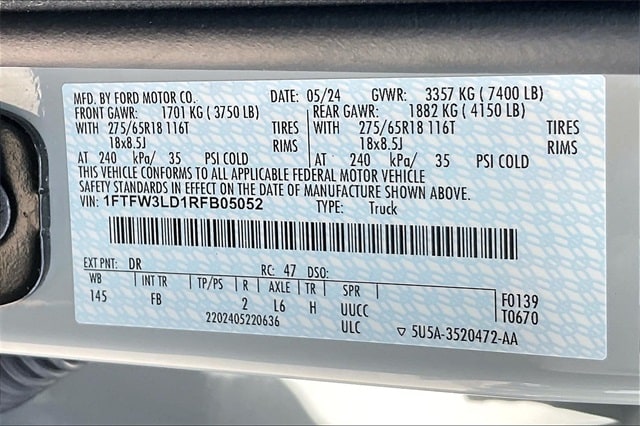 MFD. BY FORD MOTOR CO. DATE: 05/24 GVWR: 3357 KG ( 7400 LB)
FRONT GAWR: 1701 KG ( 3750 LB) REAR GAWR: 1882 KG ( 4150 LB)
WITH 275/65R18 116T TIRES WITH 275/65R18 116T TIRES
18x8.5J RIMS 18x8.5J RIMS
AT 240 kPa/ 35 PSI COLD AT 240 kPa/ 35 PSI COLD
THIS VEHICLE CONFORMS TO ALL APPLICABLE FEDERAL MOTOR VEHICLE
SAFETY STANDARDS IN EFFECT ON THE DATE OF MANUFACTURE SHOWN ABOVE.
VIN: 1FTFW3LD1RFB05052 TYPE: Truck
EXT PNT: DR RC: 47 DSO:
WB INT TR TP/PS R AXLE TR SPR F0139
145 FB 2 L6 H UUCC T0670
2202405220636 ULC ▽ 5U5A-3520472-AA